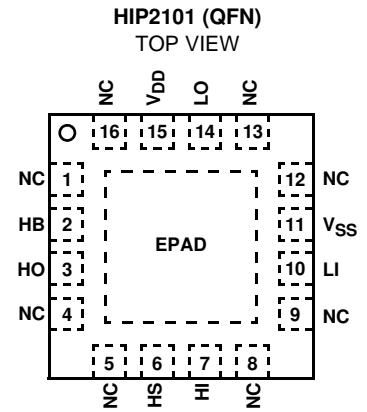 HIP2101 (QFN)
TOP VIEW
NC VDD LO NC
16 15 14 13
NC 1 12 NC
HB 2 11 VSS
EPAD
HO 3 10 LI
NC 4 9 NC
5 6 7 8
NC HS HI NC